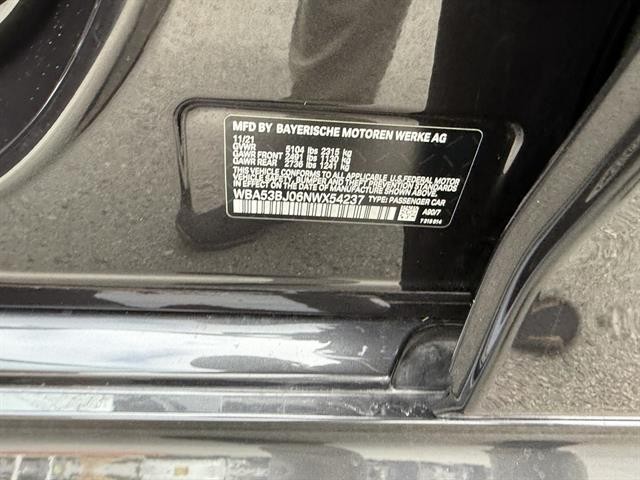 MFD BY BAYERISCHE MOTOREN WERKE AG
11/21
GVWR 5104 lbs 2315 kg
GAWR FRONT 2491 lbs 1130 kg
GAWR REAR 2736 lbs 1241 kg
THIS VEHICLE CONFORMS TO ALL APPLICABLE U.S. FEDERAL MOTOR
VEHICLE SAFETY, BUMPER AND THEFT PREVENTION STANDARDS
IN EFFECT ON THE DATE OF MANUFACTURE SHOWN ABOVE.
WBA53BJ06NWX54237 TYPE: PASSENGER CAR
A90/7